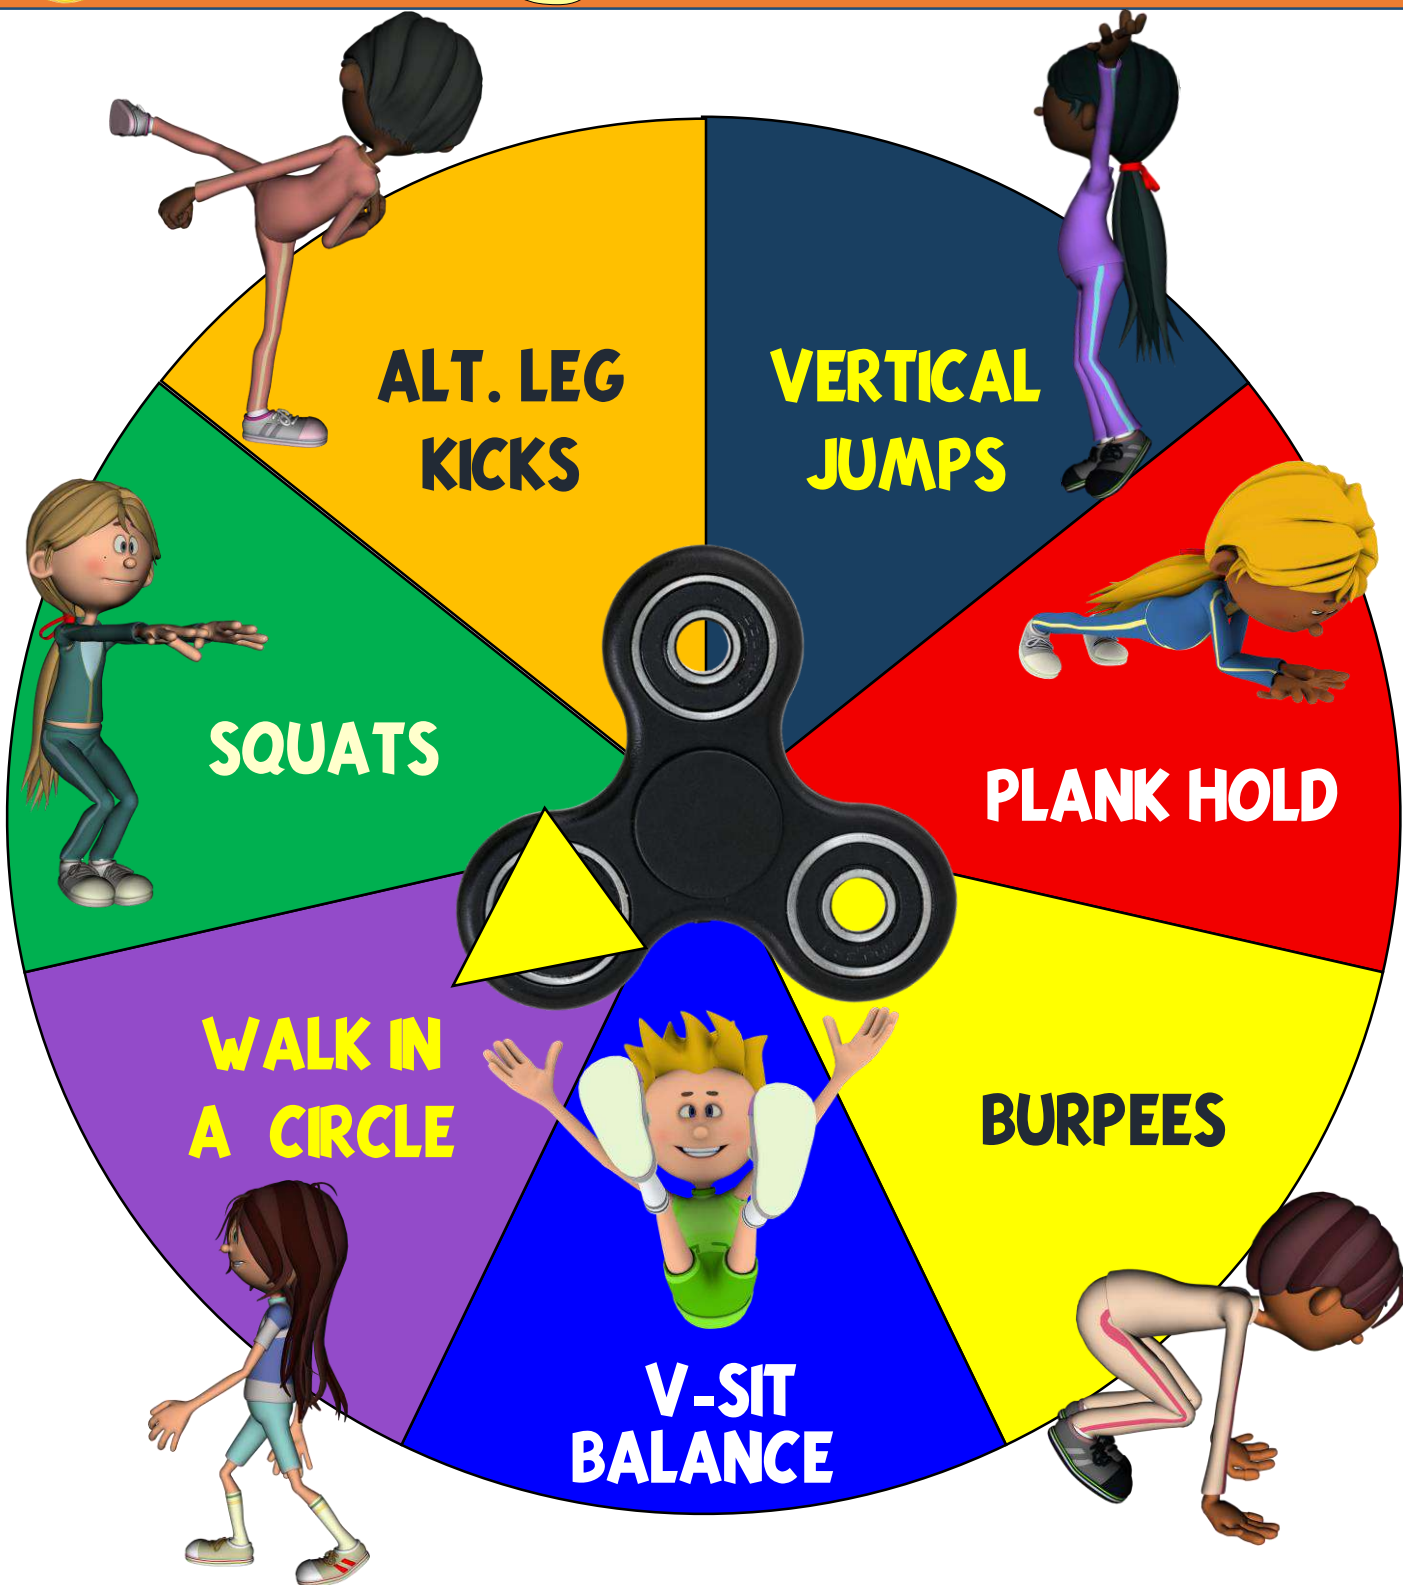 ALT. LEG
KICKS
VERTICAL
JUMPS
SQUATS
PLANK HOLD
WALK IN
A CIRCLE
BURPEES
V-SIT
BALANCE